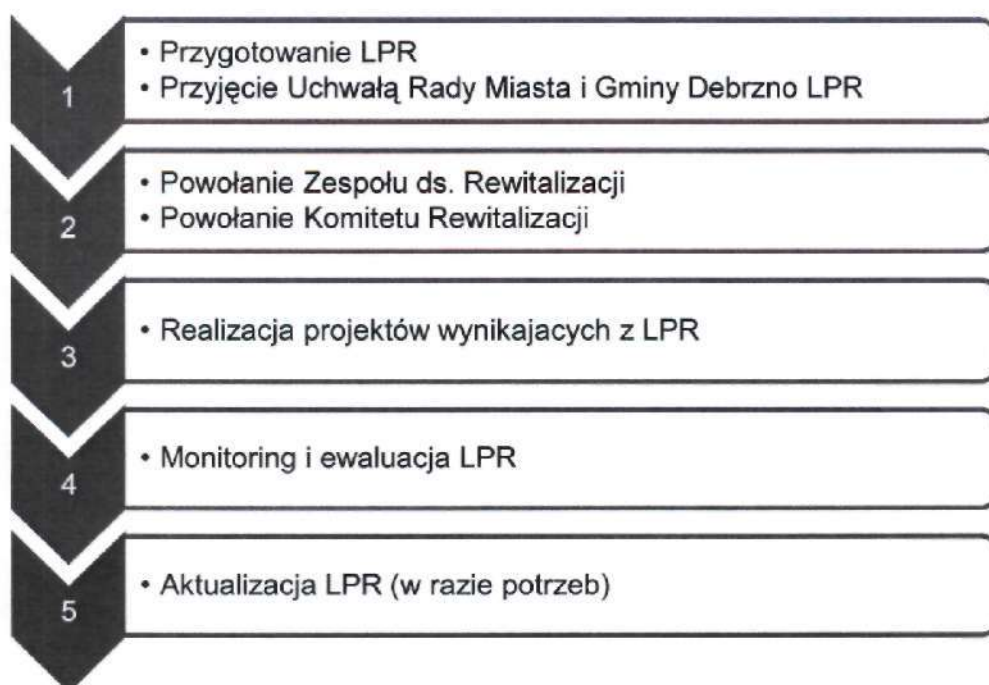 1
• Przygotowanie LPR
• Przyjęcie Uchwałą Rady Miasta i Gminy Debrzno LPR
2
• Powołanie Zespołu ds. Rewitalizacji
• Powołanie Komitetu Rewitalizacji
3
• Realizacja projektów wynikajacych z LPR
4
• Monitoring i ewaluacja LPR
5
• Aktualizacja LPR (w razie potrzeb)